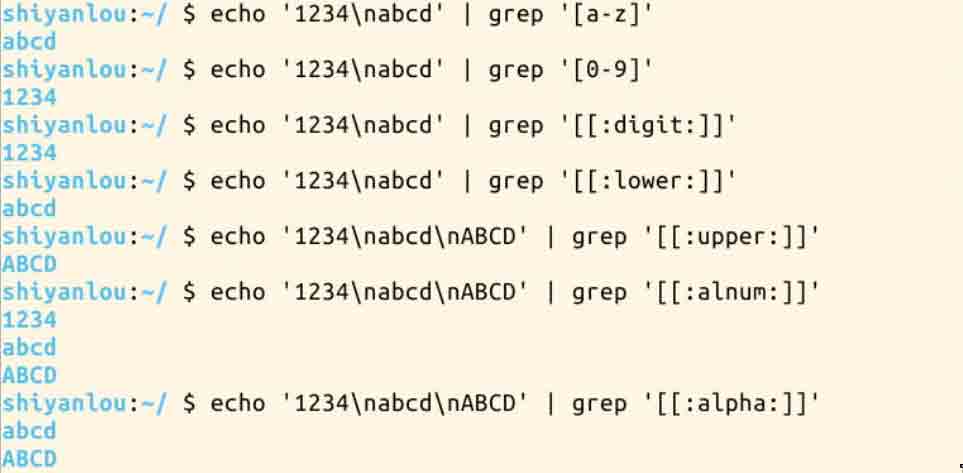 shiyanlou:~/ $ echo '1234\nabcd' | grep '[a-z]'
abcd
shiyanlou:~/ $ echo '1234\nabcd' | grep '[0-9]'
1234
shiyanlou:~/ $ echo '1234\nabcd' | grep '[[:digit:]]'
1234
shiyanlou:~/ $ echo '1234\nabcd' | grep '[[:lower:]]'
abcd
shiyanlou:~/ $ echo '1234\nabcd\nABCD' | grep '[[:upper:]]'
ABCD
shiyanlou:~/ $ echo '1234\nabcd\nABCD' | grep '[[:alnum:]]'
1234
abcd
ABCD
shiyanlou:~/ $ echo '1234\nabcd\nABCD' | grep '[[:alpha:]]'
abcd
ABCD